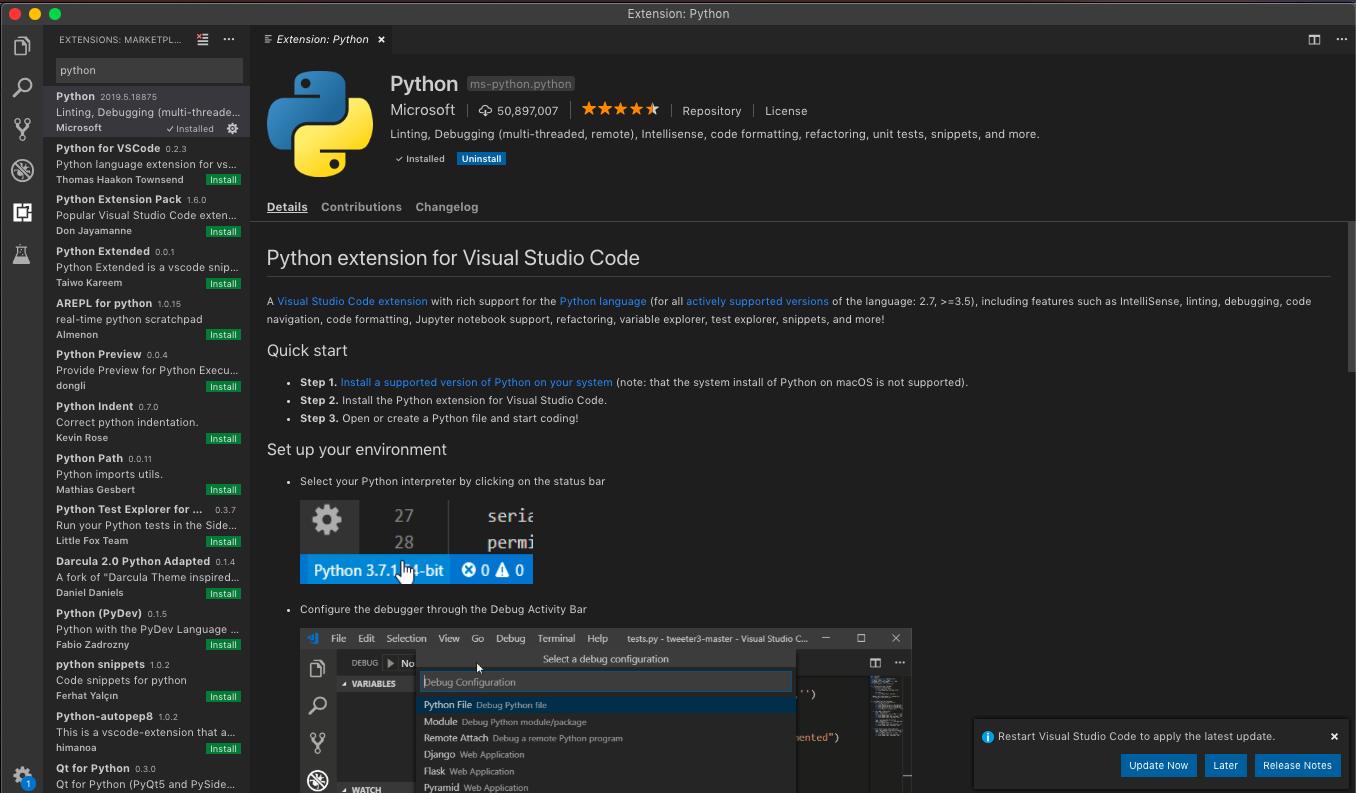 Extension: Python
EXTENSIONS: MARKETPL...
python
Python 2019.5.18875
Linting, Debugging (multi-threade...
Microsoft
Installed
Python for VSCode 0.2.3
Python language extension for vs...
Thomas Haakon Townsend
Install
Python Extension Pack 1.6.0
Popular Visual Studio Code exten...
Don Jayamanne
Install
Python Extended 0.0.1
Python Extended is a vscode snip...
Taiwo Kareem
Install
AREPL for python 1.0.15
real-time python scratchpad
Almenon
Install
Python Preview 0.0.4
Provide Preview for Python Execu...
dongli
Install
Python Indent 0.7.0
Correct python indentation.
Kevin Rose
Install
Python Path 0.0.11
Python imports utils.
Mathias Gesbert
Install
Python Test Explorer for ... 0.3.7
Run your Python tests in the Side...
Little Fox Team
Install
Darcula 2.0 Python Adapted 0.1.4
A fork of "Darcula Theme inspired...
Daniel Daniels
Install
Python (PyDev) 0.1.5
Python with the PyDev Language ...
Fabio Zadrozny
Install
python snippets 1.0.2
Code snippets for python
Ferhat Yalçın
Install
Python-autopep8 1.0.2
This is a vscode-extension that a...
himanoa
Install
Qt for Python 0.3.0
Qt for Python (PyQt5 and PySide...
1
Extension: Python
Python ms-python.python
Microsoft 50,897,007 Repository License
Linting, Debugging (multi-threaded, remote), Intellisense, code formatting, refactoring, unit tests, snippets, and more.
Installed Uninstall
Details Contributions Changelog
Python extension for Visual Studio Code
A Visual Studio Code extension with rich support for the Python language (for all actively supported versions of the language: 2.7, >=3.5), including features such as IntelliSense, linting, debugging, code
navigation, code formatting, Jupyter notebook support, refactoring, variable explorer, test explorer, snippets, and more!
Quick start
• Step 1. Install a supported version of Python on your system (note: that the system install of Python on macOS is not supported).
• Step 2. Install the Python extension for Visual Studio Code.
• Step 3. Open or create a Python file and start coding!
Set up your environment
• Select your Python interpreter by clicking on the status bar
27 seria
28 permi
Python 3.7.1 4-bit 0 0
• Configure the debugger through the Debug Activity Bar
File Edit Selection View Go Debug Terminal Help tests.py - tweeter3-master - Visual Studio C...
Select a debug configuration
DEBUG No
VARIABLES
WATCH
Debug Configuration
Python File Debug Python file
Module Debug Python module/package
Remote Attach Debug a remote Python program
Django Web Application
Flask Web Application
Pyramid Web Application
,'')
mented")
Restart Visual Studio Code to apply the latest update.
Update Now Later Release Notes